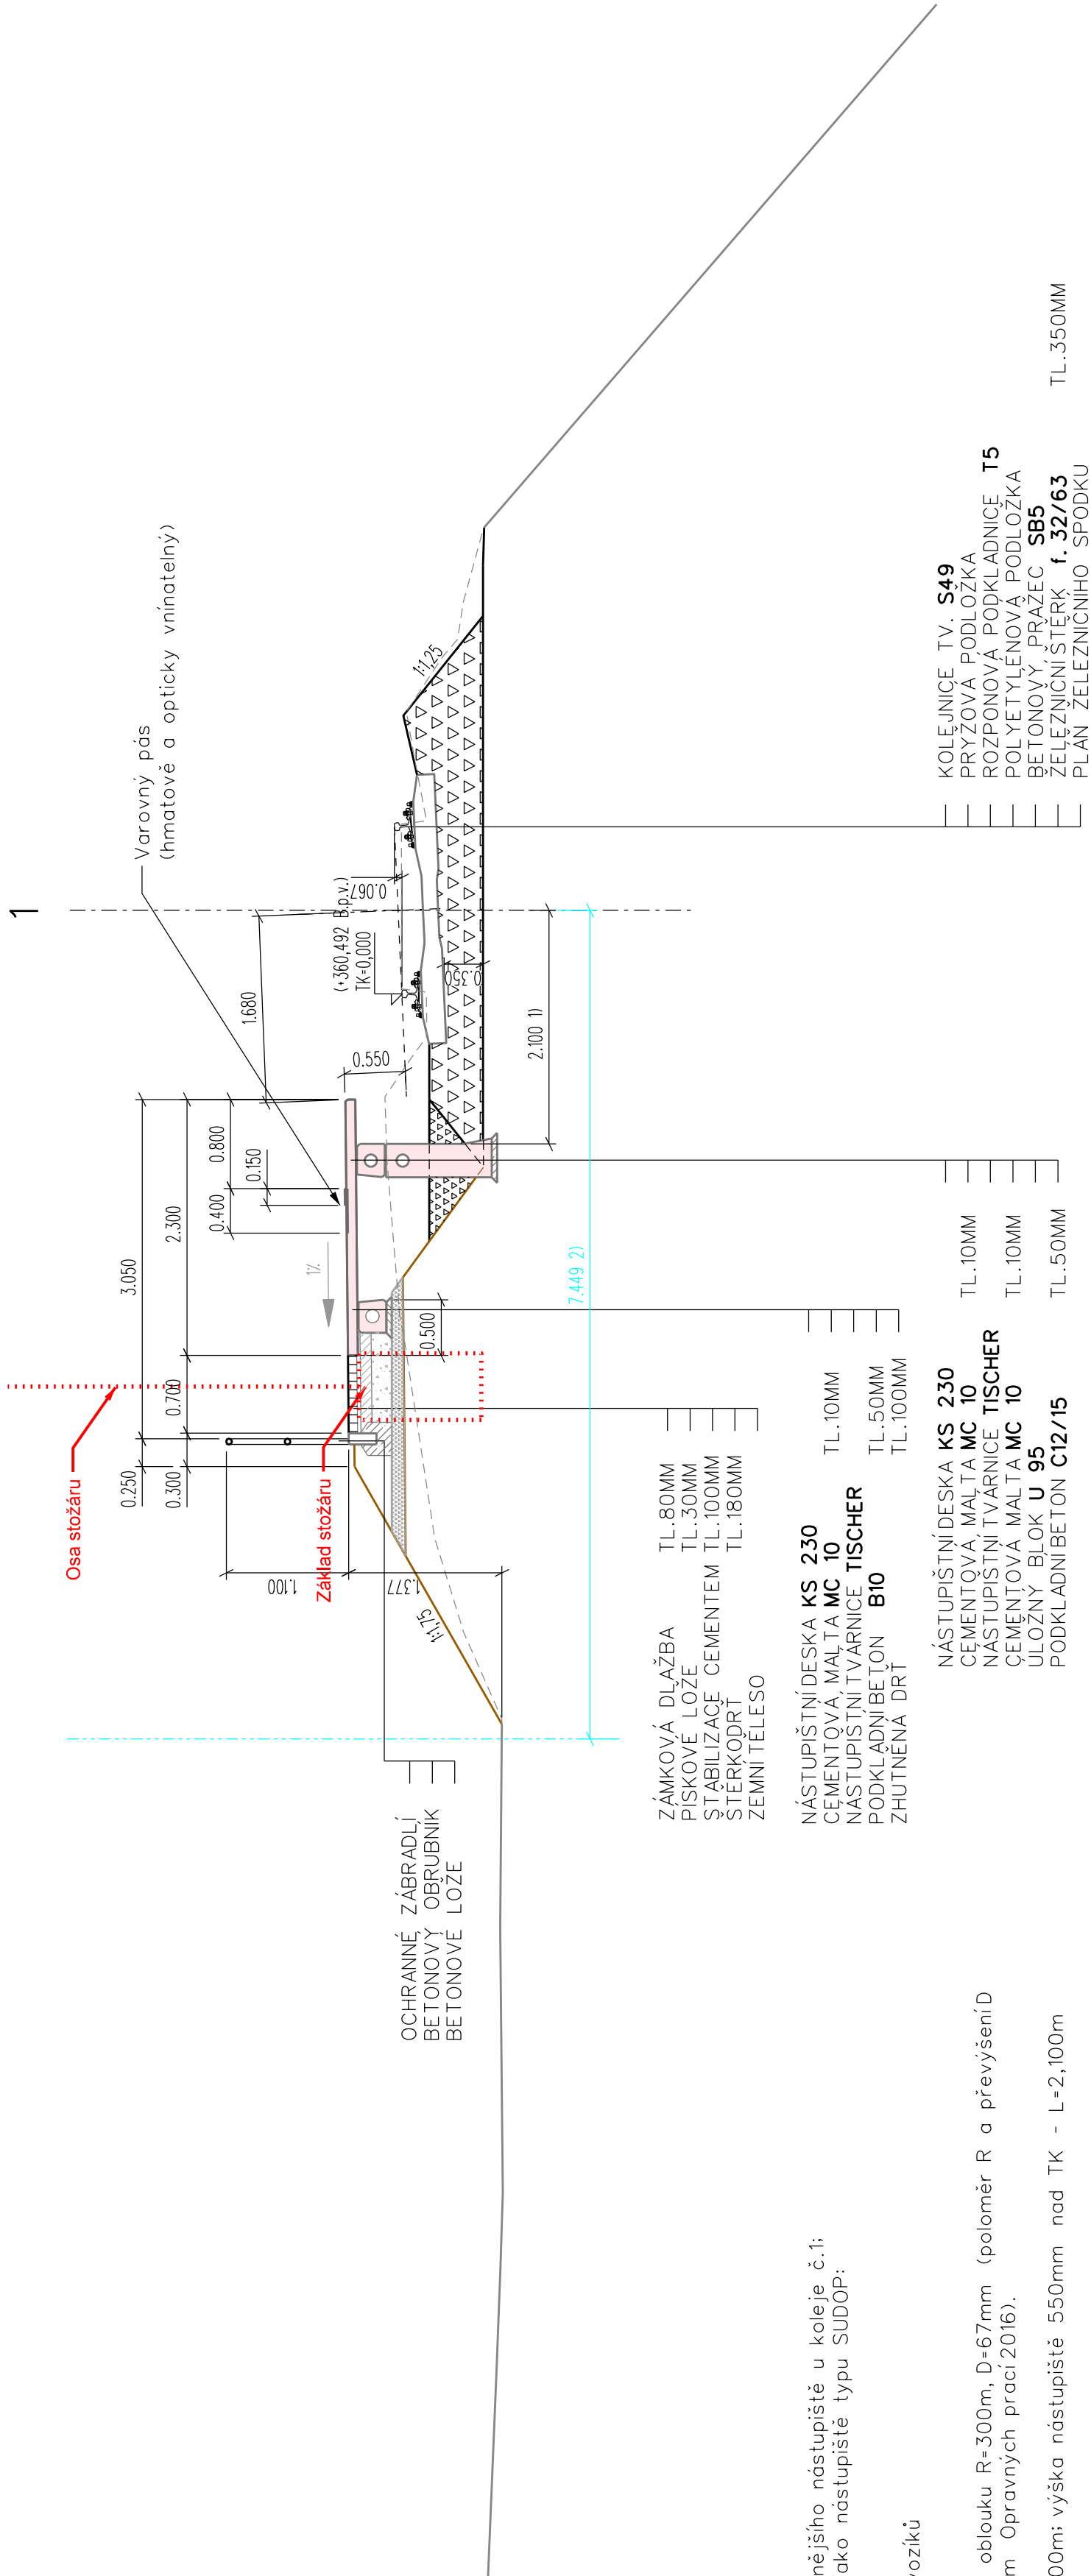 1
Varovný pás
(hmatově a opticky vnínatelný)
Osa stožáru
Základ stožáru
3.050
0.250
2.300
0.700
0.300
0.800
0.400
0.150
1.680
1%
0.550
(+360,492 B.p.v.)
TK=0,000
0.067
0.350
1:1,25
1.100
1.377
1:1,75
0.500
2.100 1)
7.449 2)
OCHRANNÉ ZÁBRADLÍ
BETONOVÝ OBRUBNÍK
BETONOVÉ LOŽE
ZÁMKOVÁ DLAŽBA TL.80MM
PÍSKOVÉ LOŽE TL.30MM
STABILIZACE CEMENTEM TL.100MM
ŠTĚRKODRŤ TL.180MM
ZEMNÍ TĚLESO
NÁSTUPIŠTNÍ DESKA KS 230
CEMENTOVÁ MALTA MC 10 TL.10MM
NÁSTUPIŠTNÍ TVÁRNICE TISCHER
PODKLADNÍ BETON B10 TL.50MM
ZHUTNĚNÁ DRŤ TL.100MM
NÁSTUPIŠTNÍ DESKA KS 230
CEMENTOVÁ MALTA MC 10 TL.10MM
NÁSTUPIŠTNÍ TVÁRNICE TISCHER
CEMENTOVÁ MALTA MC 10 TL.10MM
ÚLOŽNÝ BLOK U 95
PODKLADNÍ BETON C12/15 TL.50MM
KOLEJNICE TV. S49
PRYŽOVÁ PODLOŽKA
ROZPONOVÁ PODKLADNICE T5
POLYETYLÉNOVÁ PODLOŽKA
BETONOVÝ PRAŽEC SB5
ŽELEZNIČNÍ ŠTĚRK f. 32/63 TL.350MM
PLÁŇ ŽELEZNIČNÍHO SPODKU
nějšího nástupiště u koleje č.1;
ako nástupiště typu SUDOP:
vozíků
oblouku R=300m, D=67mm (poloměr R a převýšení D
m Opravných prací 2016).
00m; výška nástupiště 550mm nad TK - L=2,100m